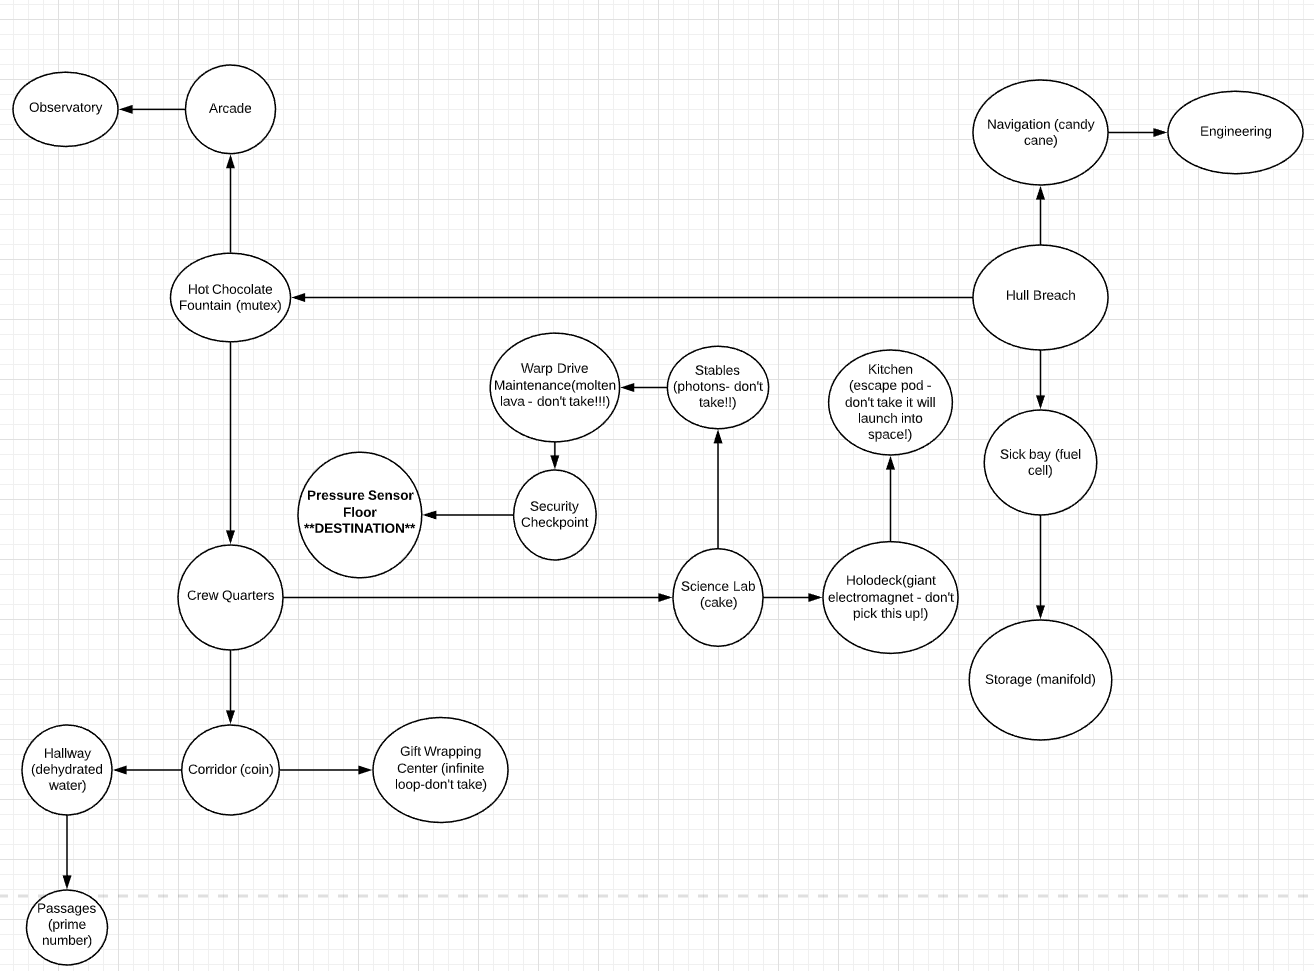 Observatory
Arcade
Navigation (candy
cane)
Engineering
Hot Chocolate
Fountain (mutex)
Hull Breach
Warp Drive
Maintenance(molten
lava - don't take!!!)
Stables
(photons- don't
take!!)
Kitchen
(escape pod -
don't take it will
launch into
space!)
Sick bay (fuel
cell)
Pressure Sensor
Floor
**DESTINATION**
Security
Checkpoint
Crew Quarters
Science Lab
(cake)
Holodeck(giant
electromagnet - don't
pick this up!)
Storage (manifold)
Hallway
(dehydrated
water)
Corridor (coin)
Gift Wrapping
Center (infinite
loop-don't take)
Passages
(prime
number)